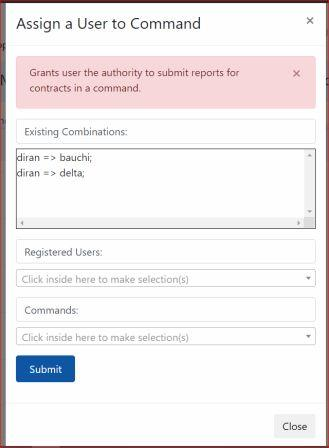 Assign a User to Command
×
Grants user the authority to submit reports for
×
contracts in a command.
Existing Combinations:
diran => bauchi;
diran => delta;
Registered Users:
Click inside here to make selection(s)
Commands:
Click inside here to make selection(s)
Submit
Close